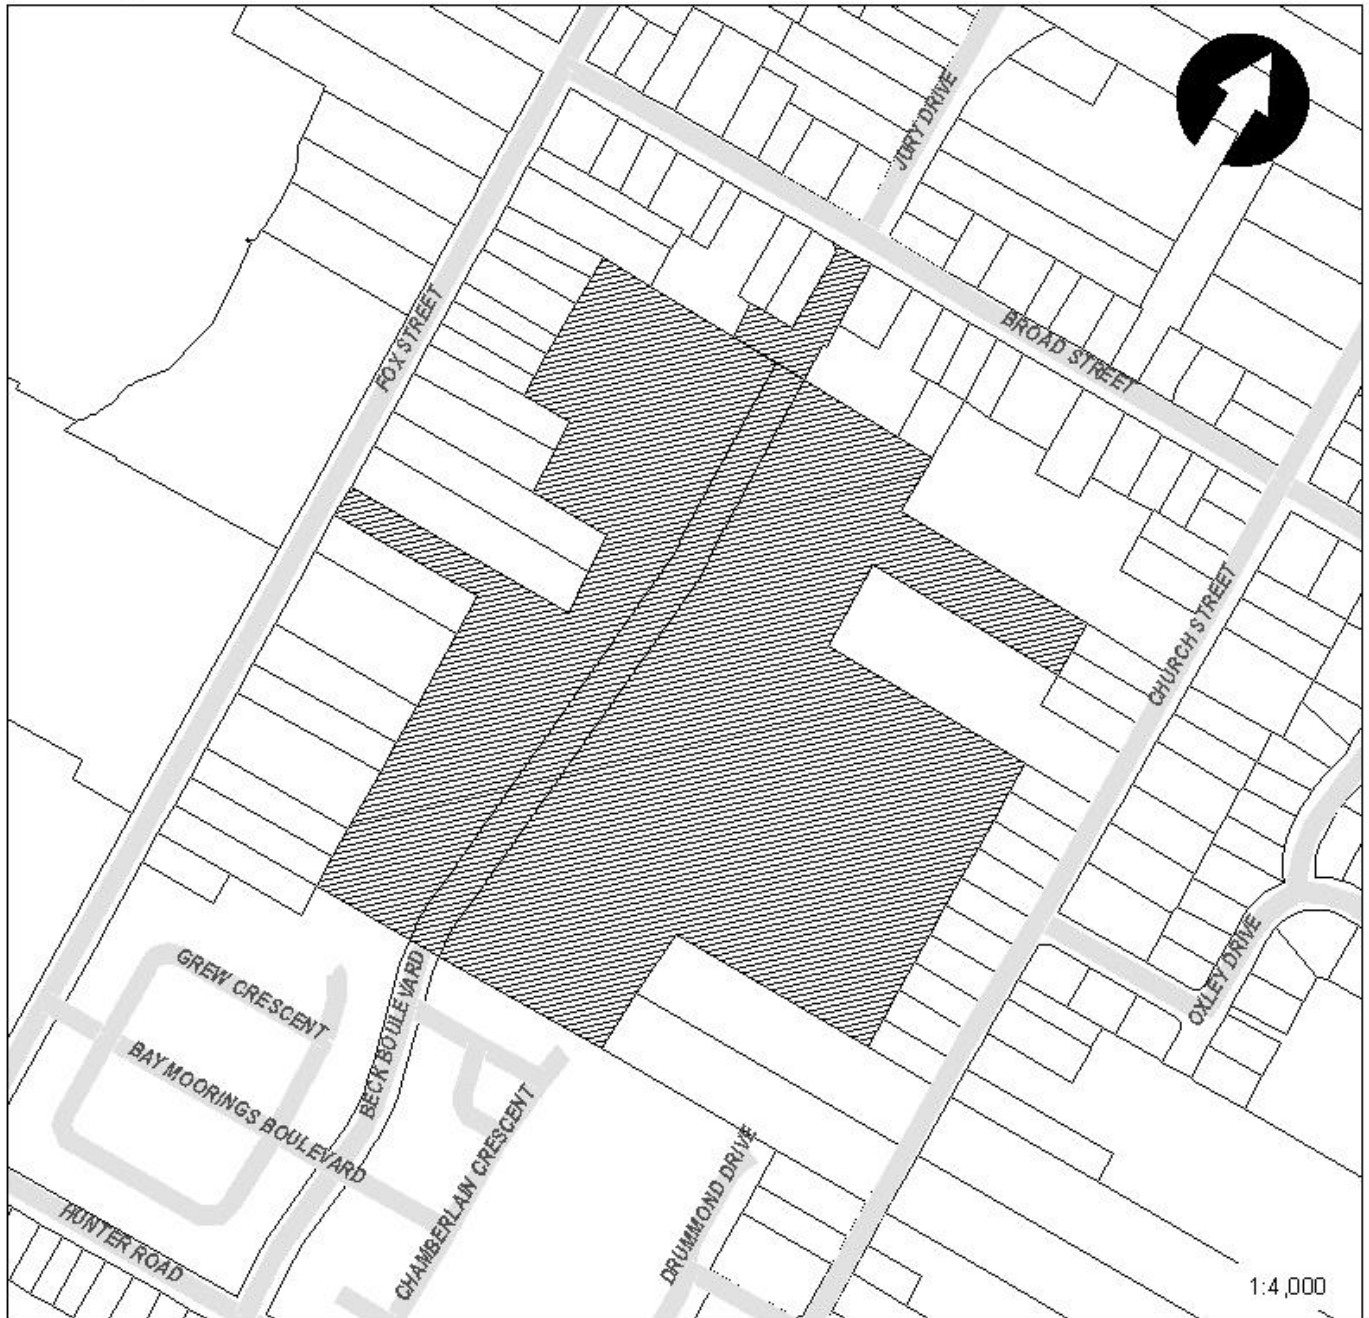 JURY DRIVE
FOX STREET
BROAD STREET
CHURCH STREET
OXLEY DRIVE
GREW CRESCENT
BAY MOORINGS BOULEVARD
BECK BOULEVARD
CHAMBERLAIN CRESCENT
DRUMMOND DRIVE
HUNTER ROAD
1:4,000